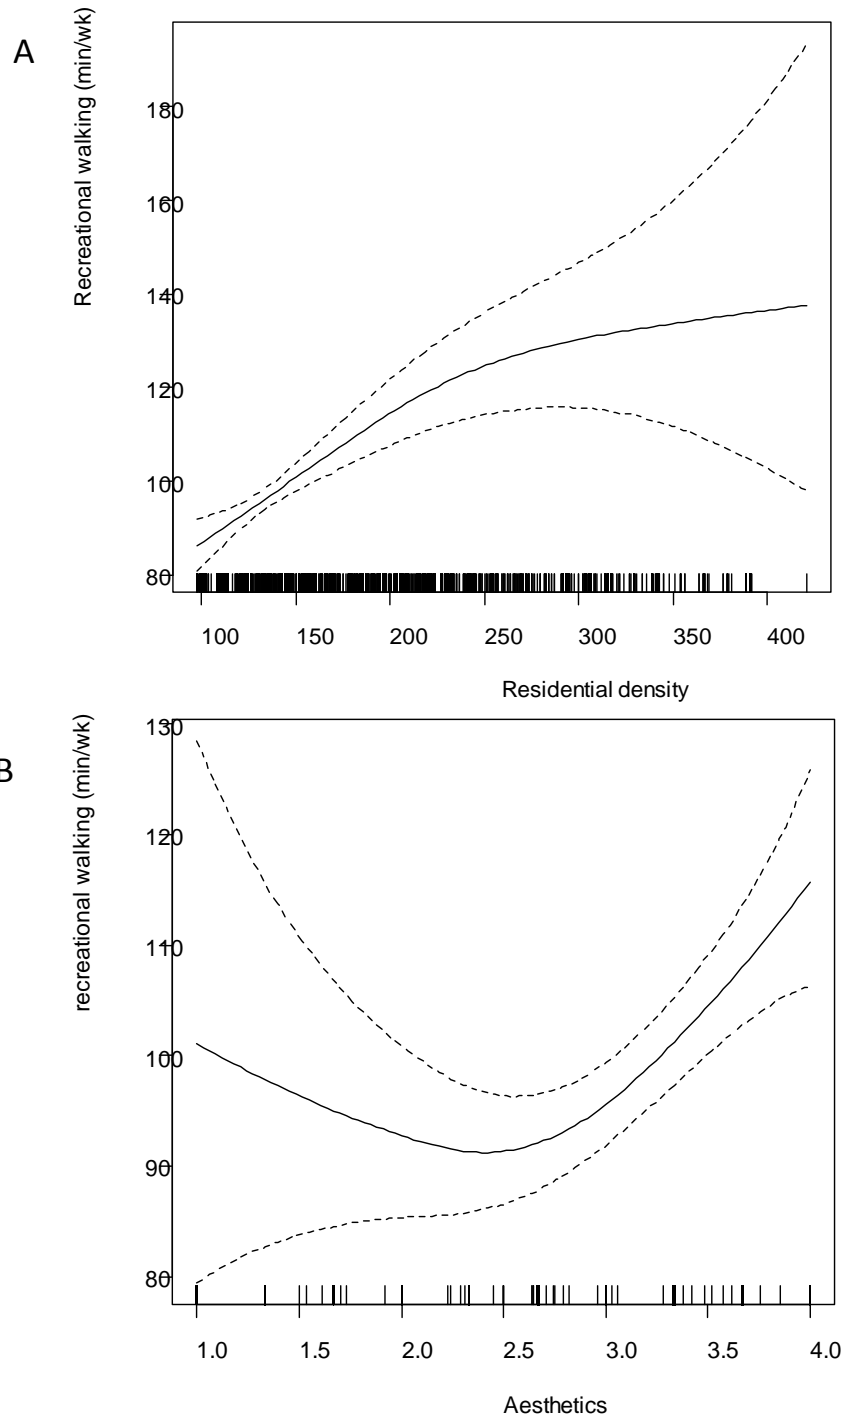 A
Recreational walking (min/wk)
180
160
140
120
100
80
100 150 200 250 300 350 400
Residential density
B
recreational walking (min/wk)
130
120
110
100
90
80
1.0 1.5 2.0 2.5 3.0 3.5 4.0
Aesthetics